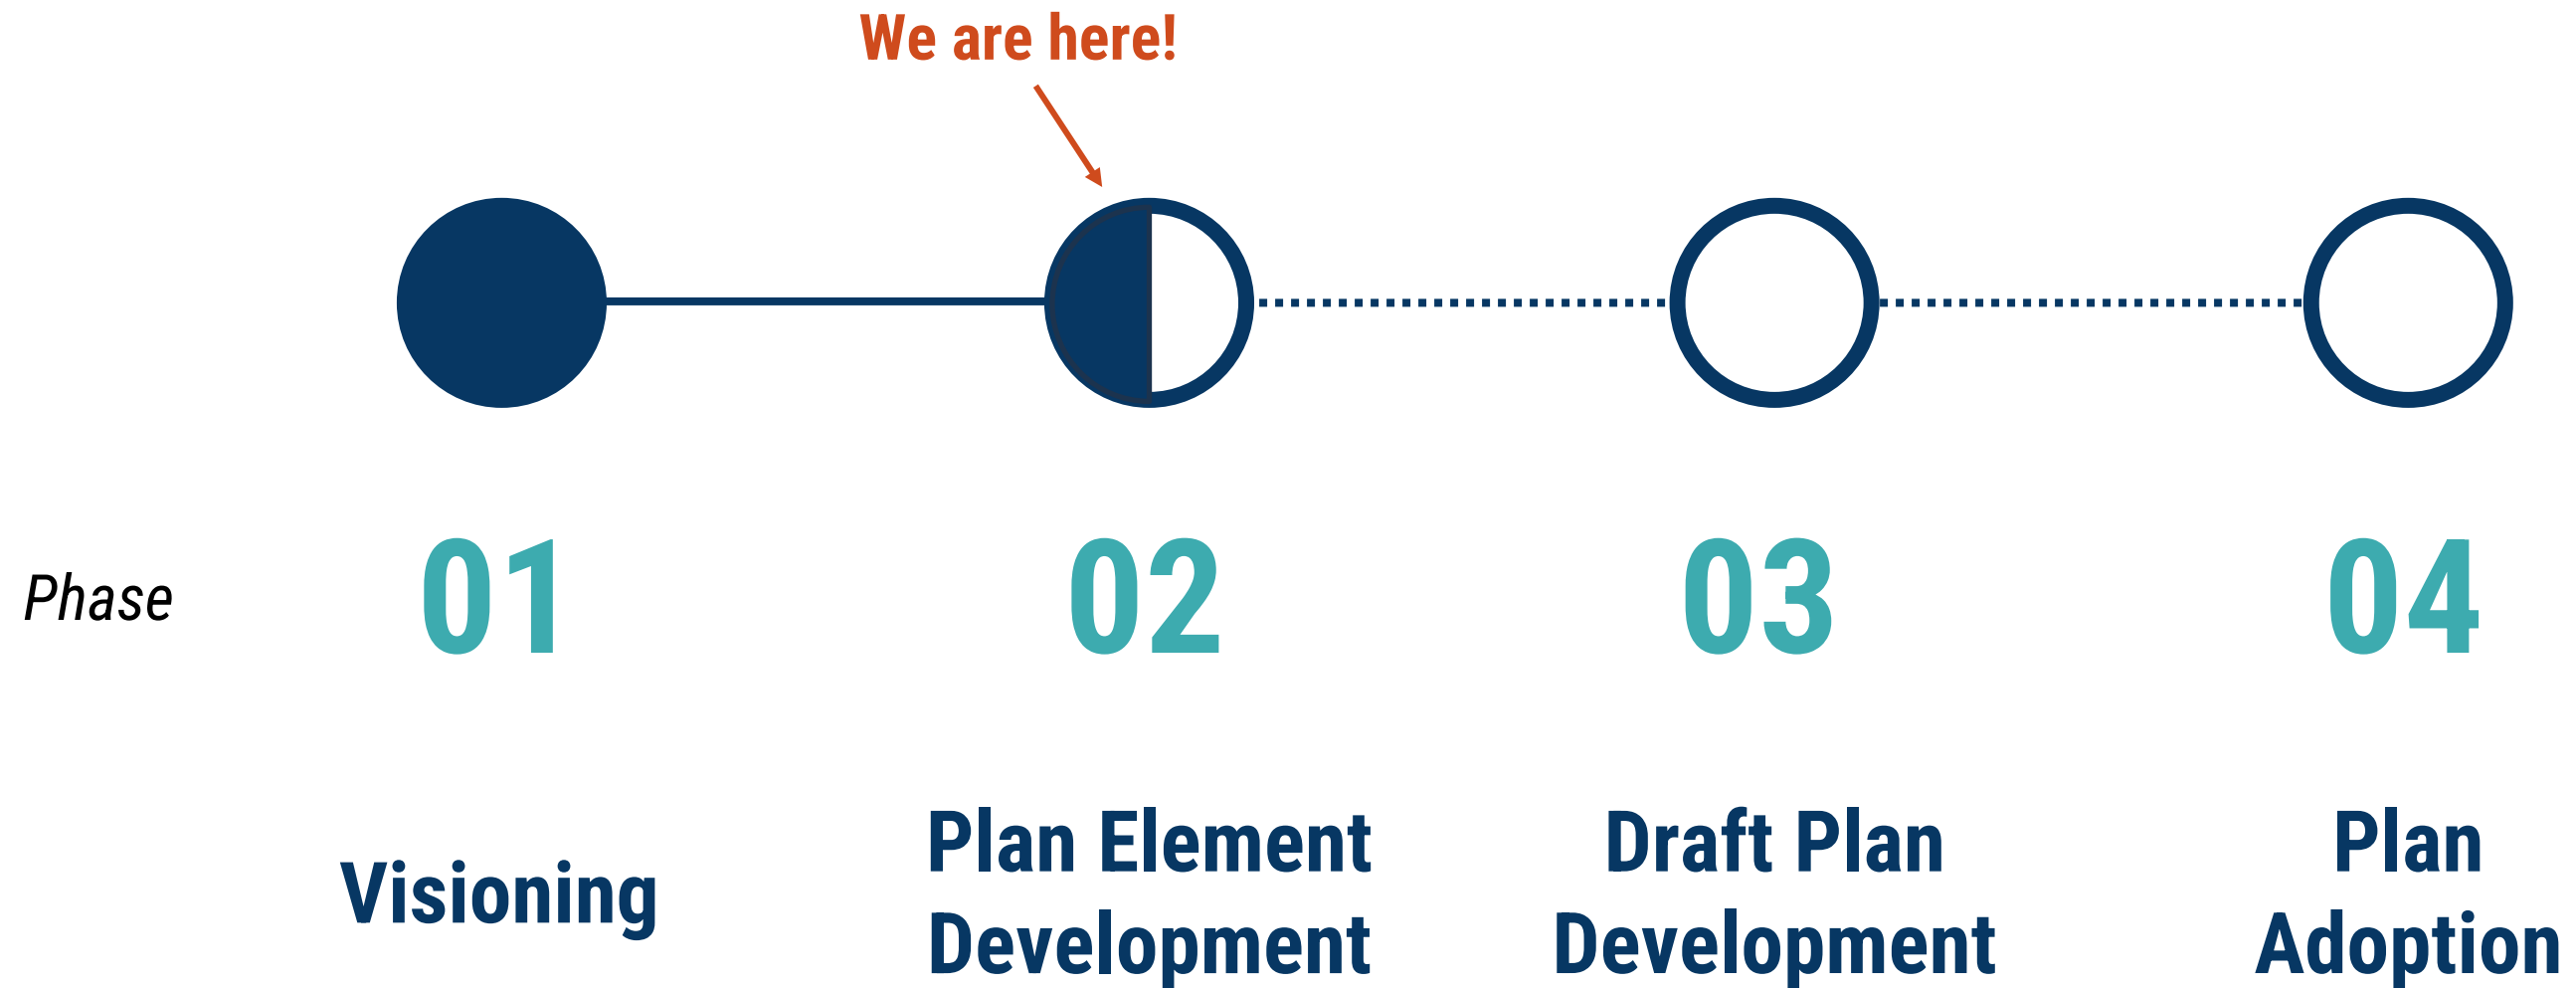 We are here!
Phase
01
02
03
04
Visioning
Plan Element
Development
Draft Plan
Development
Plan
Adoption